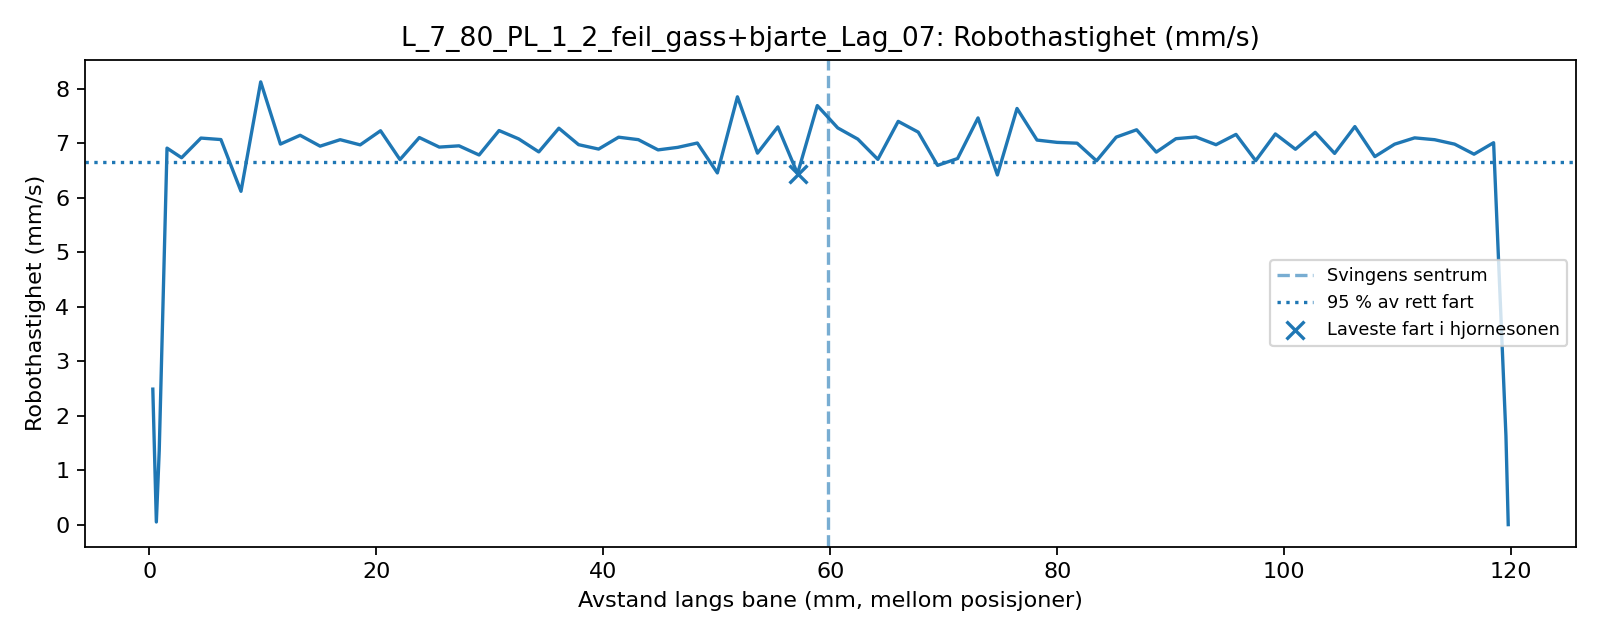 L_7_80_PL_1_2_feil_gass+bjarte_Lag_07: Robothastighet (mm/s)
8
7
6
5
4
3
2
1
0
Robothastighet (mm/s)
Svingens sentrum
95 % av rett fart
Laveste fart i hjornesonen
0 20 40 60 80 100 120
Avstand langs bane (mm, mellom posisjoner)